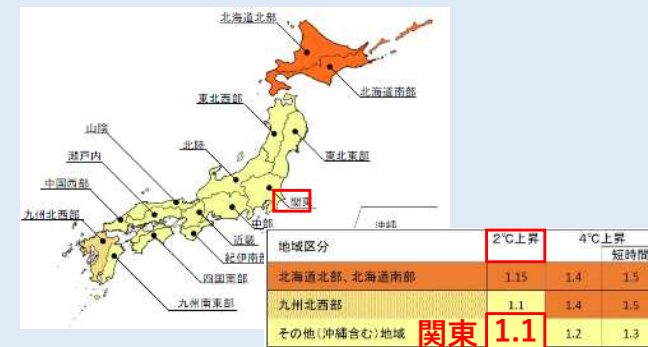 北海道北部
北海道南部
東北西部
山陰
北陸
東北東部
瀬戸内
中国西部
関東
九州北西部
中部
沖縄
近畿
紀伊南部
四国南部
九州南東部
地域区分 2℃上昇 4℃上昇
短時間
北海道北部、北海道南部 1.15 1.4 1.5
九州北西部 1.1 1.4 1.5
その他(沖縄含む)地域 関東 1.1 1.2 1.3